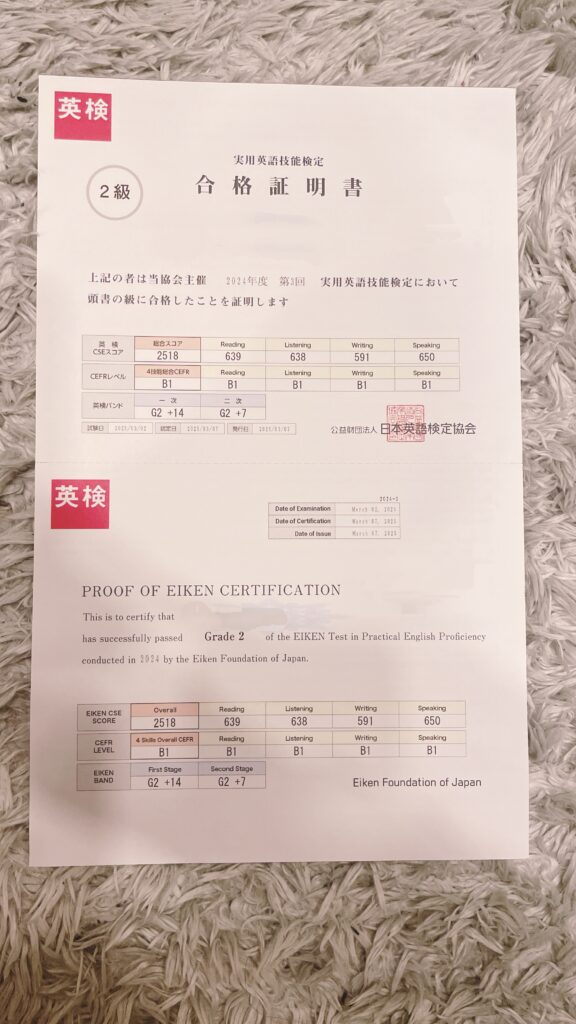 英検
実用英語技能検定
2級
合格証明書
上記の者は当協会主催 2024年度 第3回 実用英語技能検定において
頭書の級に合格したことを証明します
英検 CSEスコア 総合スコア 2518 Reading 639 Listening 638 Writing 591 Speaking 650
CEFRレベル 4技能総合CEFR B1 Reading B1 Listening B1 Writing B1 Speaking B1
英検バンド 一次 G2 +14 二次 G2 +7
試験日 2025/03/02 認定日 2025/03/07 発行日
公益財団法人 日本英語検定協会
英検
2024-3
Date of Examination March 02, 2025
Date of Certification March 07, 2025
Date of Issue March 07, 2025
PROOF OF EIKEN CERTIFICATION
This is to certify that
has successfully passed Grade 2 of the EIKEN Test in Practical English Proficiency
conducted in 2024 by the Eiken Foundation of Japan.
EIKEN CSE SCORE Overall 2518 Reading 639 Listening 638 Writing 591 Speaking 650
CEFR LEVEL 4 Skills Overall CEFR B1 Reading B1 Listening B1 Writing B1 Speaking B1
EIKEN BAND First Stage G2 +14 Second Stage G2 +7
Eiken Foundation of Japan